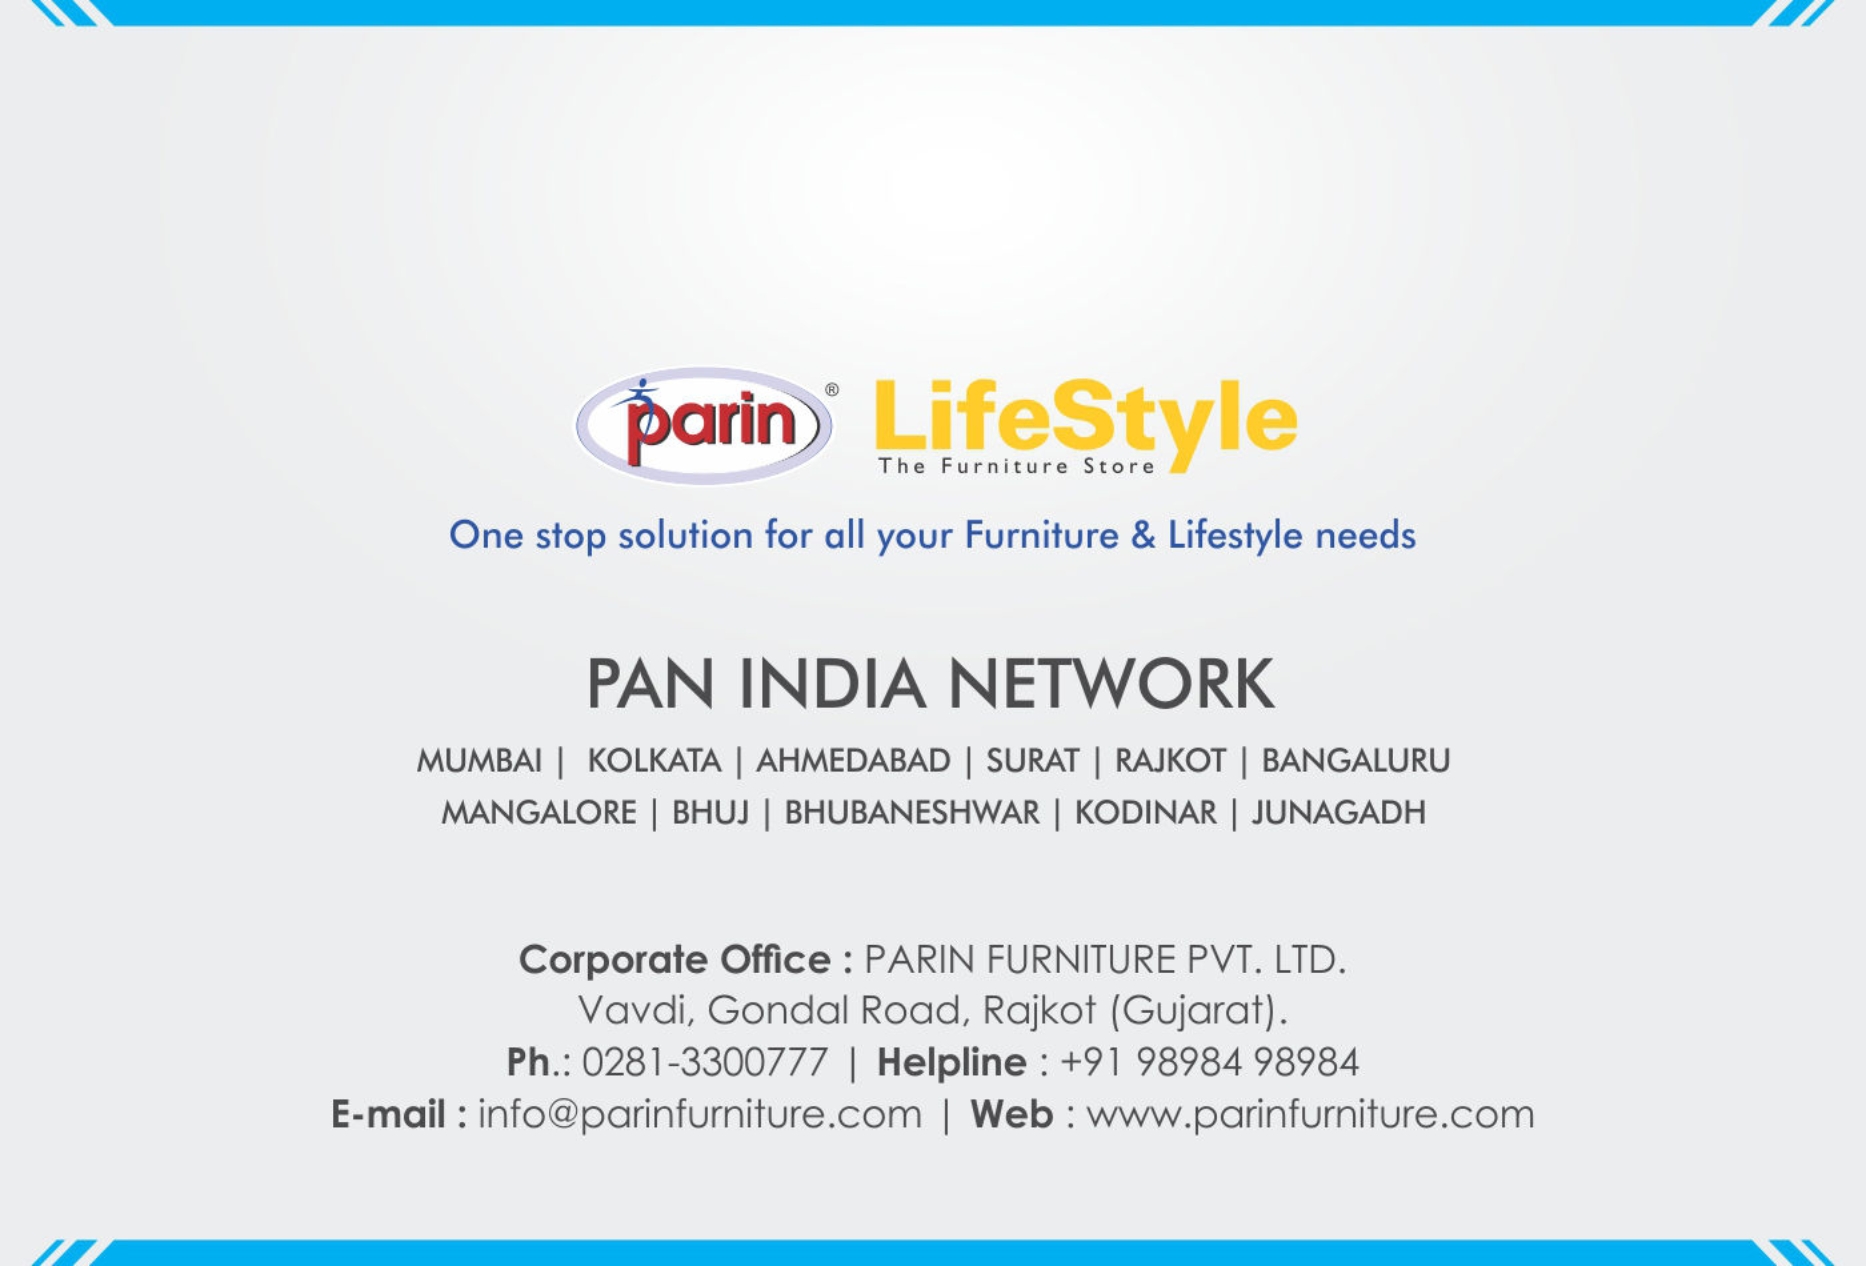 parin® LifeStyle
The Furniture Store
One stop solution for all your Furniture & Lifestyle needs
PAN INDIA NETWORK
MUMBAI | KOLKATA | AHMEDABAD | SURAT | RAJKOT | BANGALURU
MANGALORE | BHUJ | BHUBANESHWAR | KODINAR | JUNAGADH
Corporate Office : PARIN FURNITURE PVT. LTD.
Vavdi, Gondal Road, Rajkot (Gujarat).
Ph.: 0281-3300777 | Helpline : +91 98984 98984
E-mail : info@parinfurniture.com | Web : www.parinfurniture.com